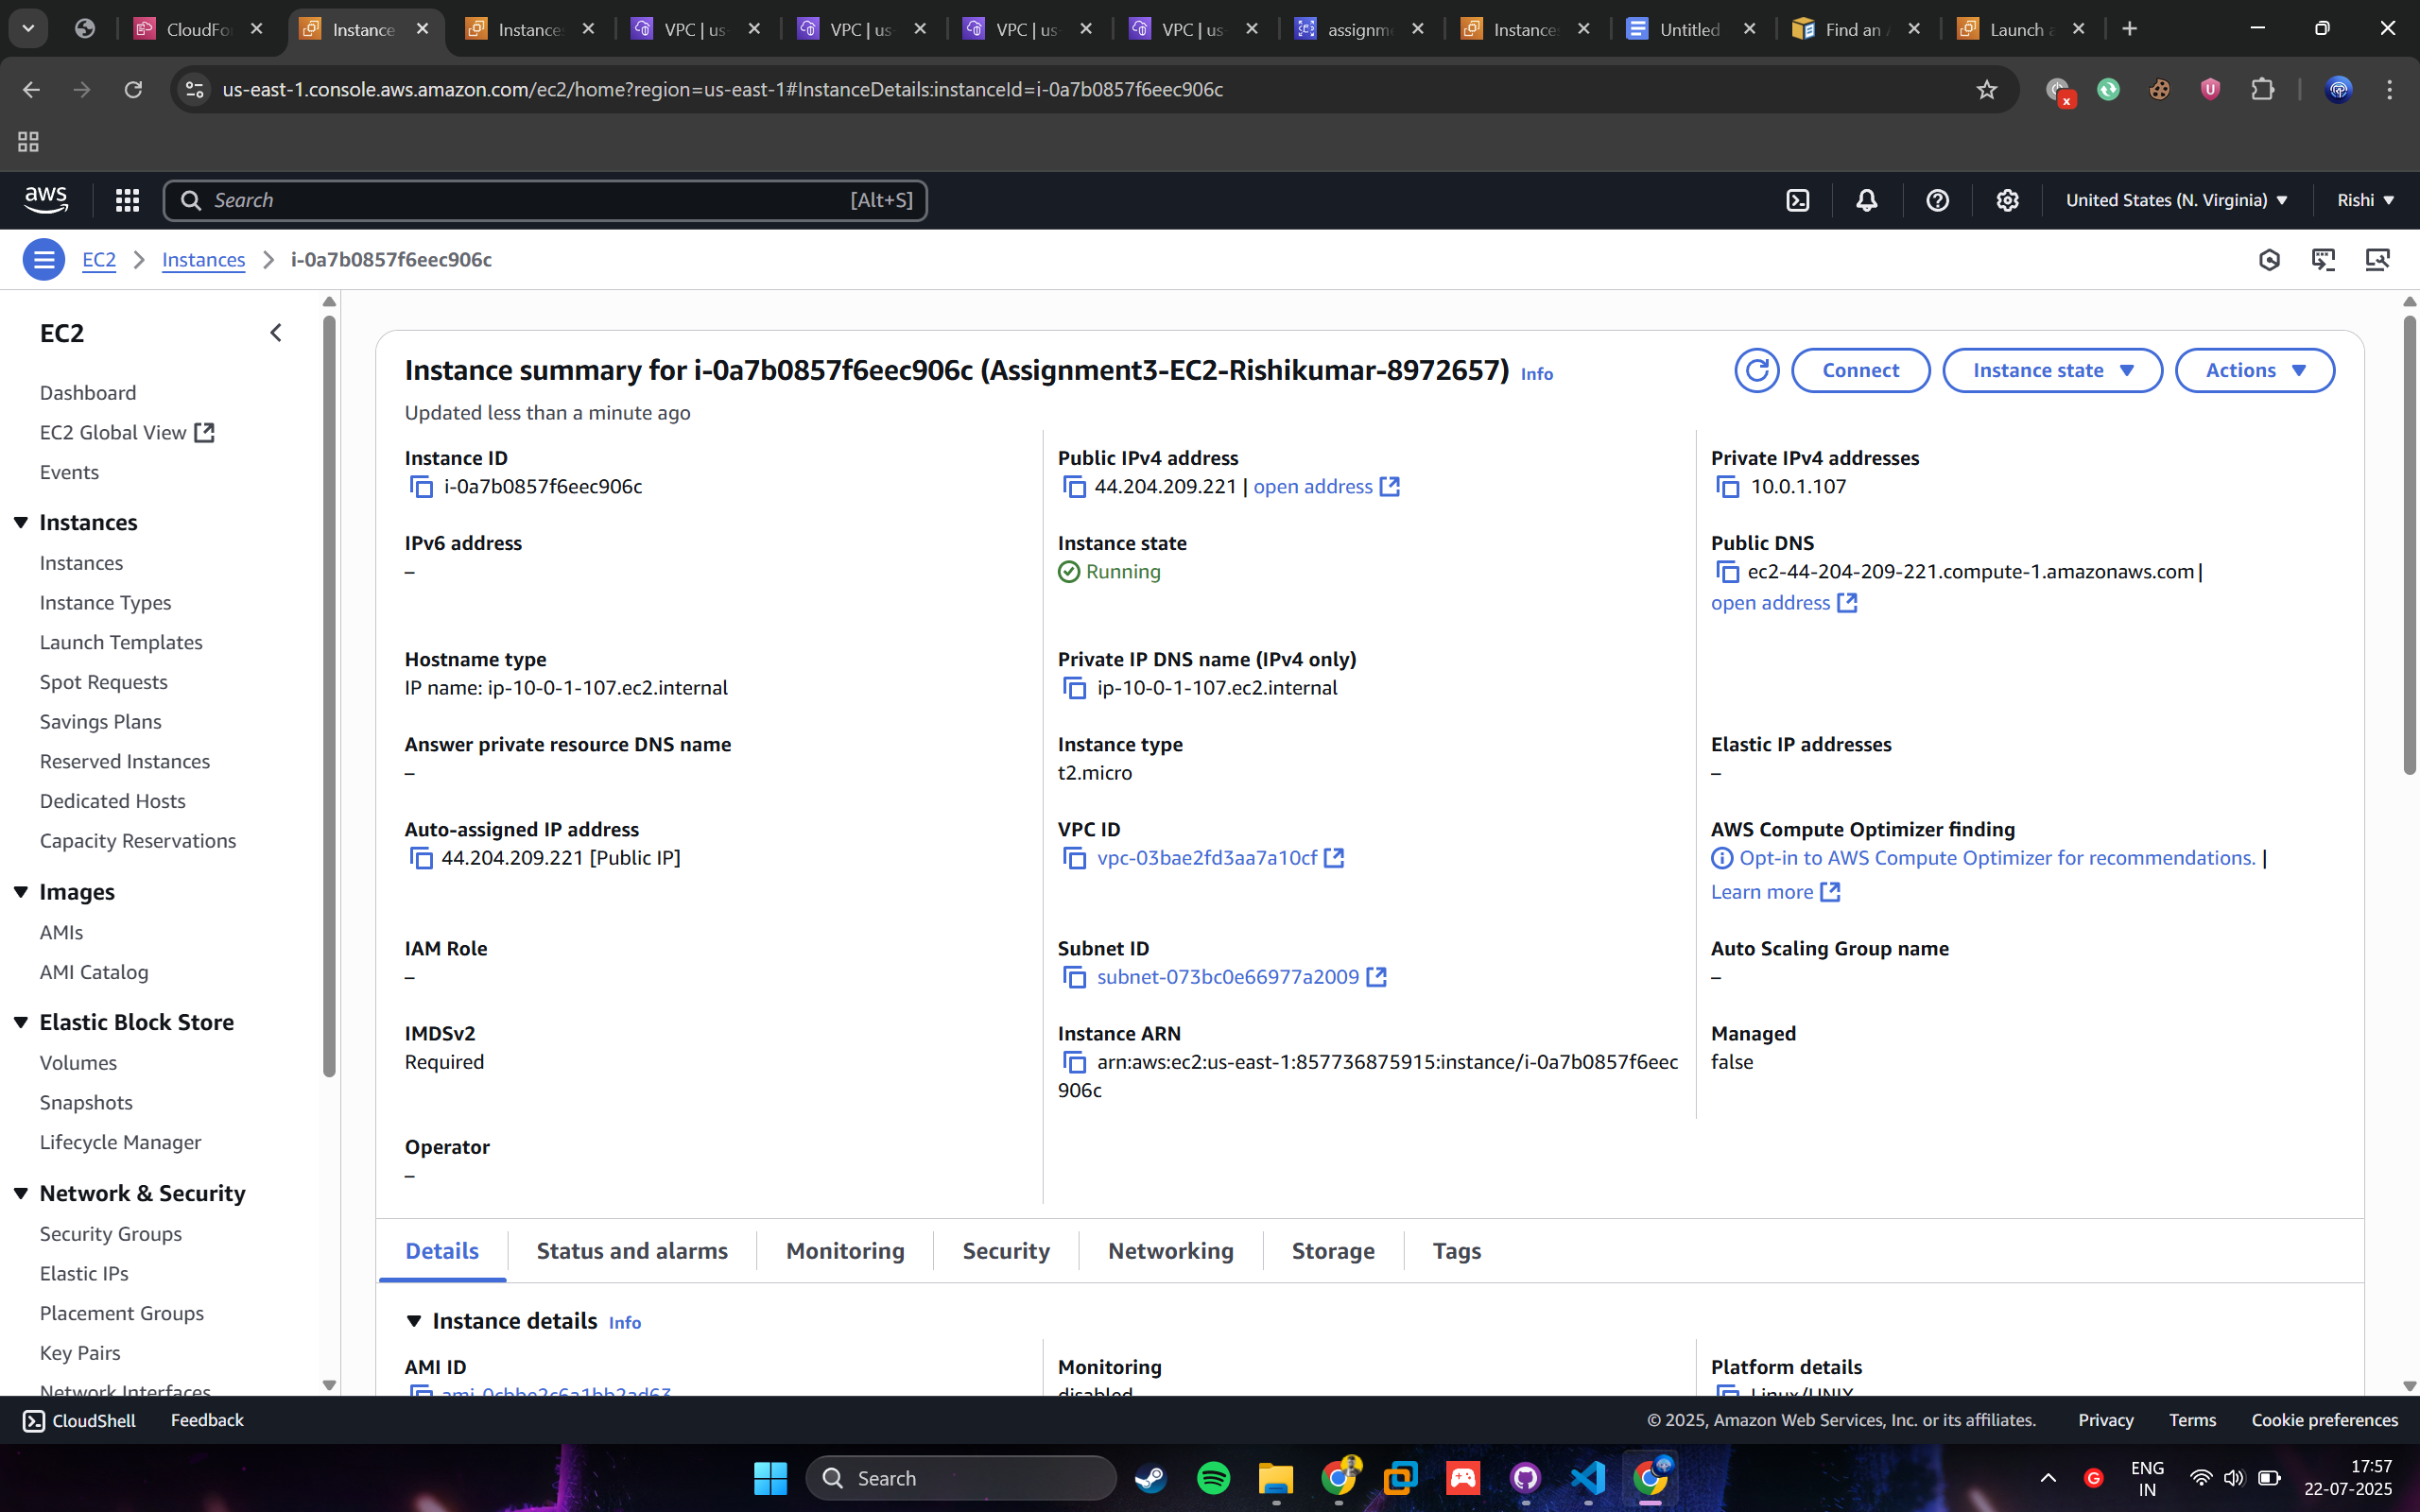 CloudFo
Instance
Instances
VPC | us-
VPC | us-
VPC | us-
VPC | us-
assignme
Instances
Untitled
Find an A
Launch a
us-east-1.console.aws.amazon.com/ec2/home?region=us-east-1#InstanceDetails:instanceId=i-0a7b0857f6eec906c
aws
Search
[Alt+S]
United States (N. Virginia)
Rishi
EC2
Instances
i-0a7b0857f6eec906c
EC2
Dashboard
EC2 Global View
Events
Instances
Instances
Instance Types
Launch Templates
Spot Requests
Savings Plans
Reserved Instances
Dedicated Hosts
Capacity Reservations
Images
AMIs
AMI Catalog
Elastic Block Store
Volumes
Snapshots
Lifecycle Manager
Network & Security
Security Groups
Elastic IPs
Placement Groups
Key Pairs
Network Interfaces
Instance summary for i-0a7b0857f6eec906c (Assignment3-EC2-Rishikumar-8972657) Info
Updated less than a minute ago
Connect
Instance state
Actions
Instance ID
i-0a7b0857f6eec906c
Public IPv4 address
44.204.209.221 | open address
Private IPv4 addresses
10.0.1.107
IPv6 address
–
Instance state
Running
Public DNS
ec2-44-204-209-221.compute-1.amazonaws.com |
open address
Hostname type
IP name: ip-10-0-1-107.ec2.internal
Private IP DNS name (IPv4 only)
ip-10-0-1-107.ec2.internal
Answer private resource DNS name
–
Instance type
t2.micro
Elastic IP addresses
–
Auto-assigned IP address
44.204.209.221 [Public IP]
VPC ID
vpc-03bae2fd3aa7a10cf
AWS Compute Optimizer finding
Opt-in to AWS Compute Optimizer for recommendations. |
Learn more
IAM Role
–
Subnet ID
subnet-073bc0e66977a2009
Auto Scaling Group name
–
IMDSv2
Required
Instance ARN
arn:aws:ec2:us-east-1:857736875915:instance/i-0a7b0857f6eec
906c
Managed
false
Operator
–
Details
Status and alarms
Monitoring
Security
Networking
Storage
Tags
Instance details Info
AMI ID
ami-0cbbe2c6a1bb2ad63
Monitoring
disabled
Platform details
Linux/UNIX
CloudShell
Feedback
© 2025, Amazon Web Services, Inc. or its affiliates.
Privacy
Terms
Cookie preferences
Search
ENG
IN
17:57
22-07-2025